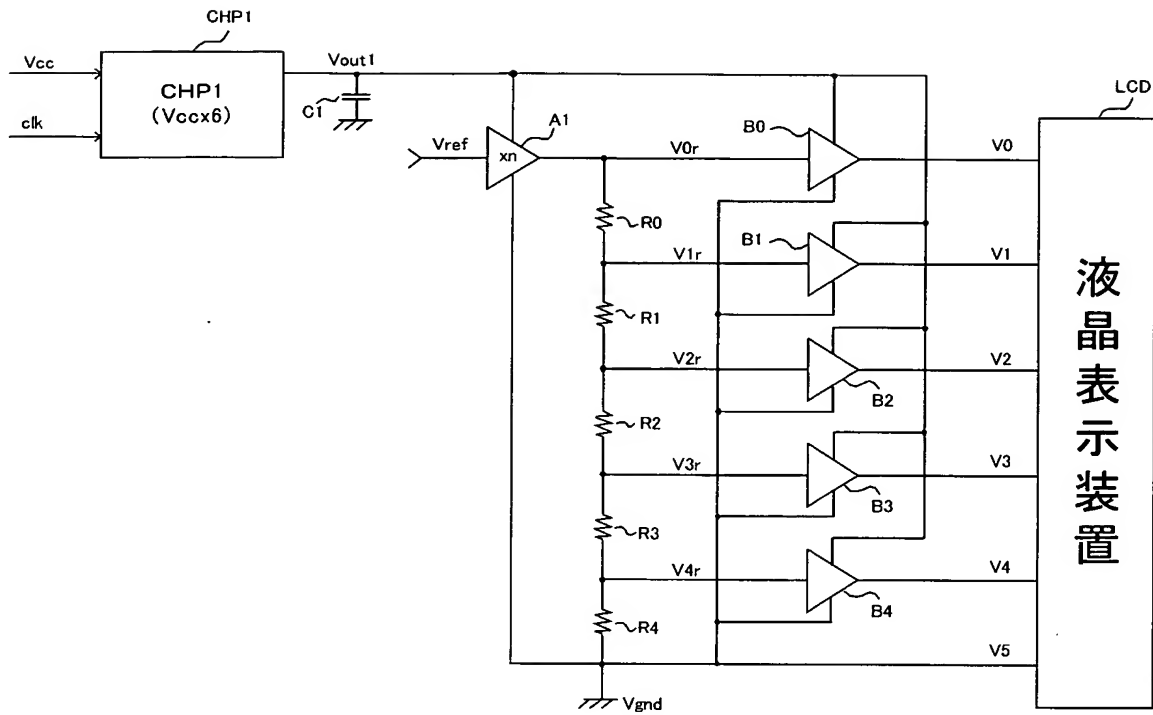 CHP1
Vcc
clk
CHP1
(Vccx6)
Vout1
C1
Vref
xn
A1
V0r
B0
V0
LCD
R0
V1r
B1
V1
R1
V2r
B2
V2
R2
V3r
B3
V3
R3
V4r
B4
V4
R4
V5
Vgnd
液晶表示装置